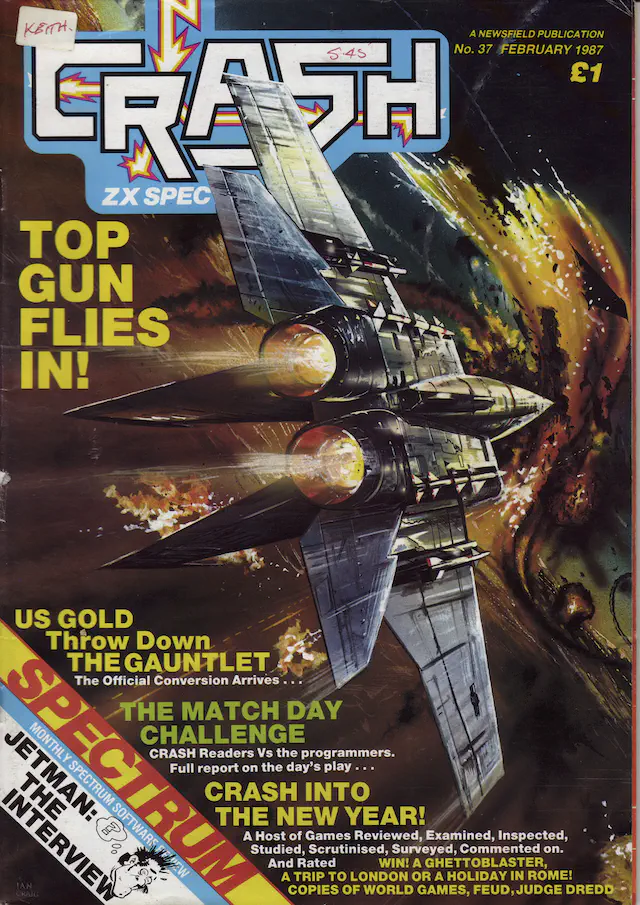 KEITH.
A NEWSFIELD PUBLICATION
No. 37 FEBRUARY 1987
£1
CRASH
5.45
ZX SPEC
TOP
GUN
FLIES
IN!
US GOLD
Throw Down
THE GAUNTLET
The Official Conversion Arrives . . .
THE MATCH DAY
CHALLENGE
CRASH Readers Vs the programmers.
Full report on the day's play . . .
SPECTRUM
MONTHLY SPECTRUM SOFTWARE REVIEW
JETMAN:
THE
INTERVIEW
CRASH INTO
THE NEW YEAR!
A Host of Games Reviewed, Examined, Inspected,
Studied, Scrutinised, Surveyed, Commented on.
And Rated
WIN! A GHETTOBLASTER,
A TRIP TO LONDON OR A HOLIDAY IN ROME!
COPIES OF WORLD GAMES, FEUD, JUDGE DREDD
IAN
CRAIG